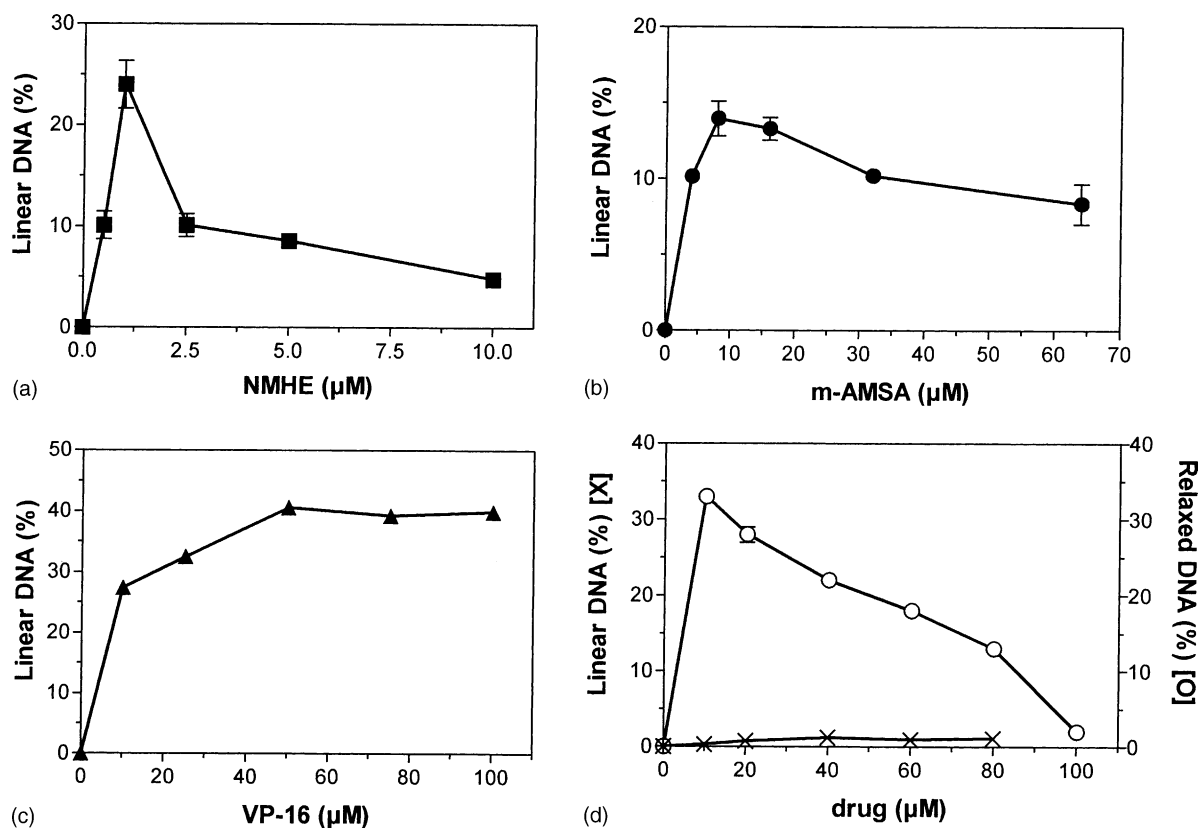 30
20
10
0
Linear DNA (%)
0.0 2.5 5.0 7.5 10.0
NMHE (µM)
(a)
20
10
0
Linear DNA (%)
0 10 20 30 40 50 60 70
m-AMSA (µM)
(b)
50
40
30
20
10
0
Linear DNA (%)
0 20 40 60 80 100
VP-16 (µM)
(c)
40
30
20
10
0
Linear DNA (%) [X]
40
30
20
10
0
Relaxed DNA (%) [O]
0 20 40 60 80 100
drug (µM)
(d)